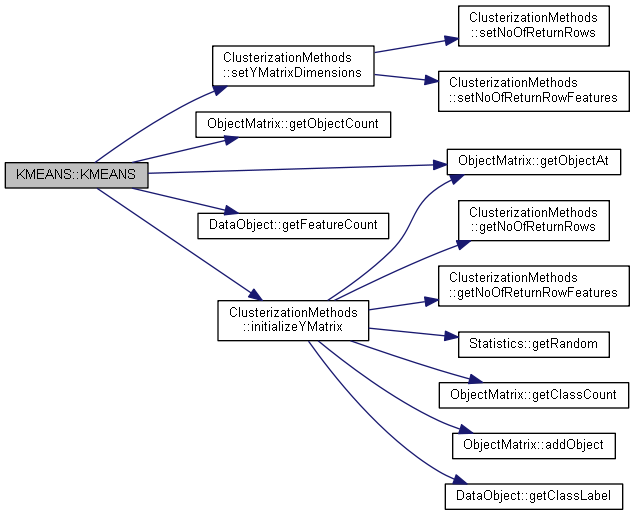 KMEANS::KMEANS
ClusterizationMethods
::setYMatrixDimensions
ObjectMatrix::getObjectCount
DataObject::getFeatureCount
ClusterizationMethods
::initializeYMatrix
ClusterizationMethods
::setNoOfReturnRows
ClusterizationMethods
::setNoOfReturnRowFeatures
ObjectMatrix::getObjectAt
ClusterizationMethods
::getNoOfReturnRows
ClusterizationMethods
::getNoOfReturnRowFeatures
Statistics::getRandom
ObjectMatrix::getClassCount
ObjectMatrix::addObject
DataObject::getClassLabel